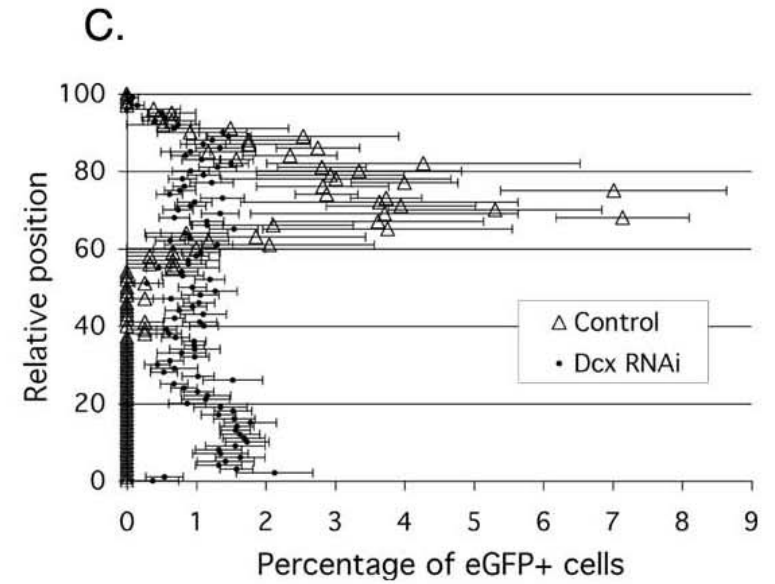 C.
100
80
60
40
20
0
Relative position
△ Control
• Dcx RNAi
0 1 2 3 4 5 6 7 8 9
Percentage of eGFP+ cells